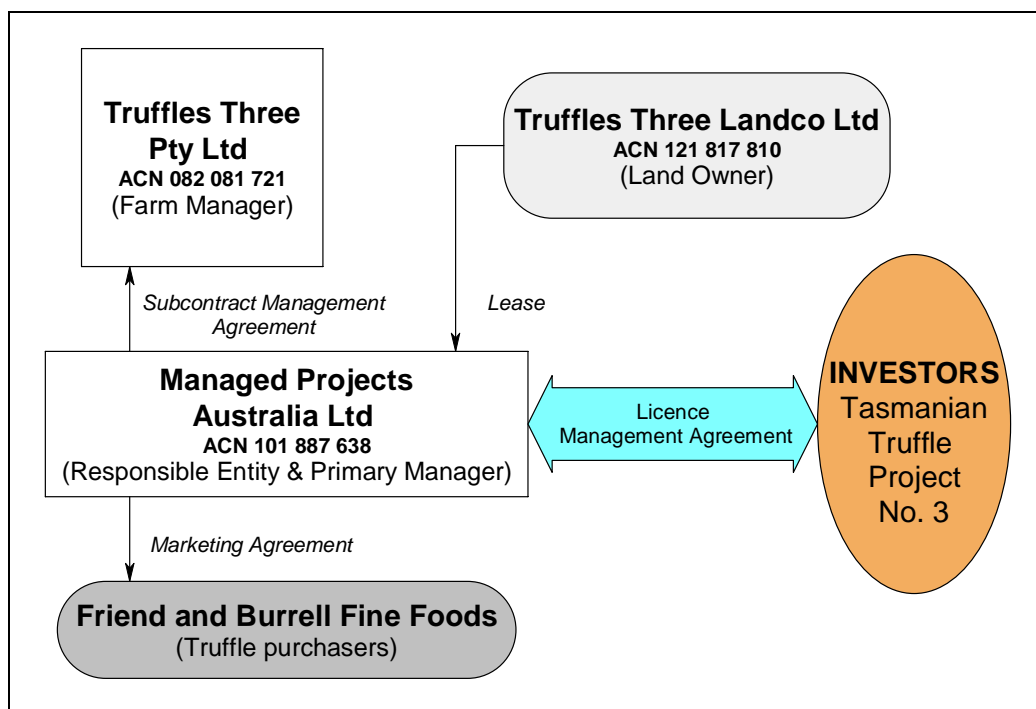 Truffles Three
Pty Ltd
ACN 082 081 721
(Farm Manager)
Truffles Three Landco Ltd
ACN 121 817 810
(Land Owner)
Subcontract Management
Agreement
Lease
Managed Projects
Australia Ltd
ACN 101 887 638
(Responsible Entity & Primary Manager)
Licence
Management Agreement
INVESTORS
Tasmanian
Truffle
Project
No. 3
Marketing Agreement
Friend and Burrell Fine Foods
(Truffle purchasers)